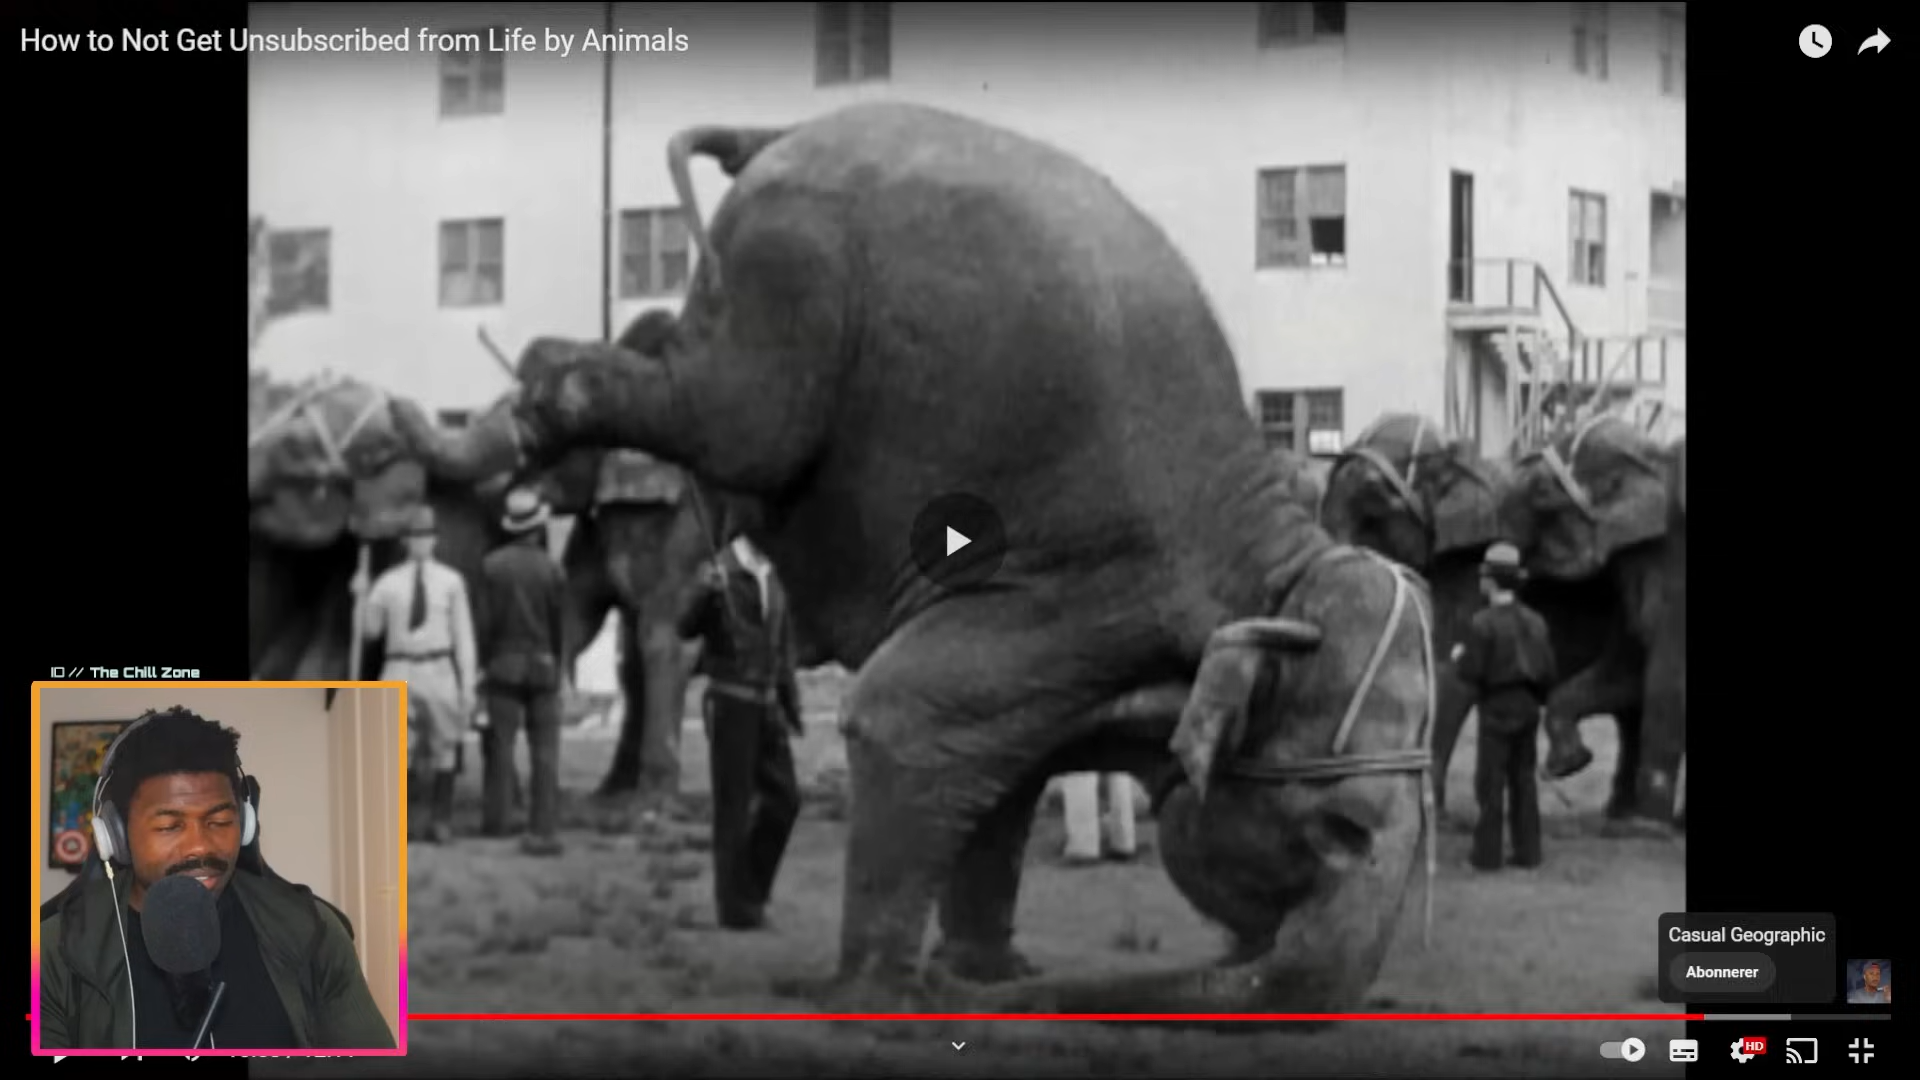 How to Not Get Unsubscribed from Life by Animals
ID // The Chill Zone
Casual Geographic
Abonnerer
HD